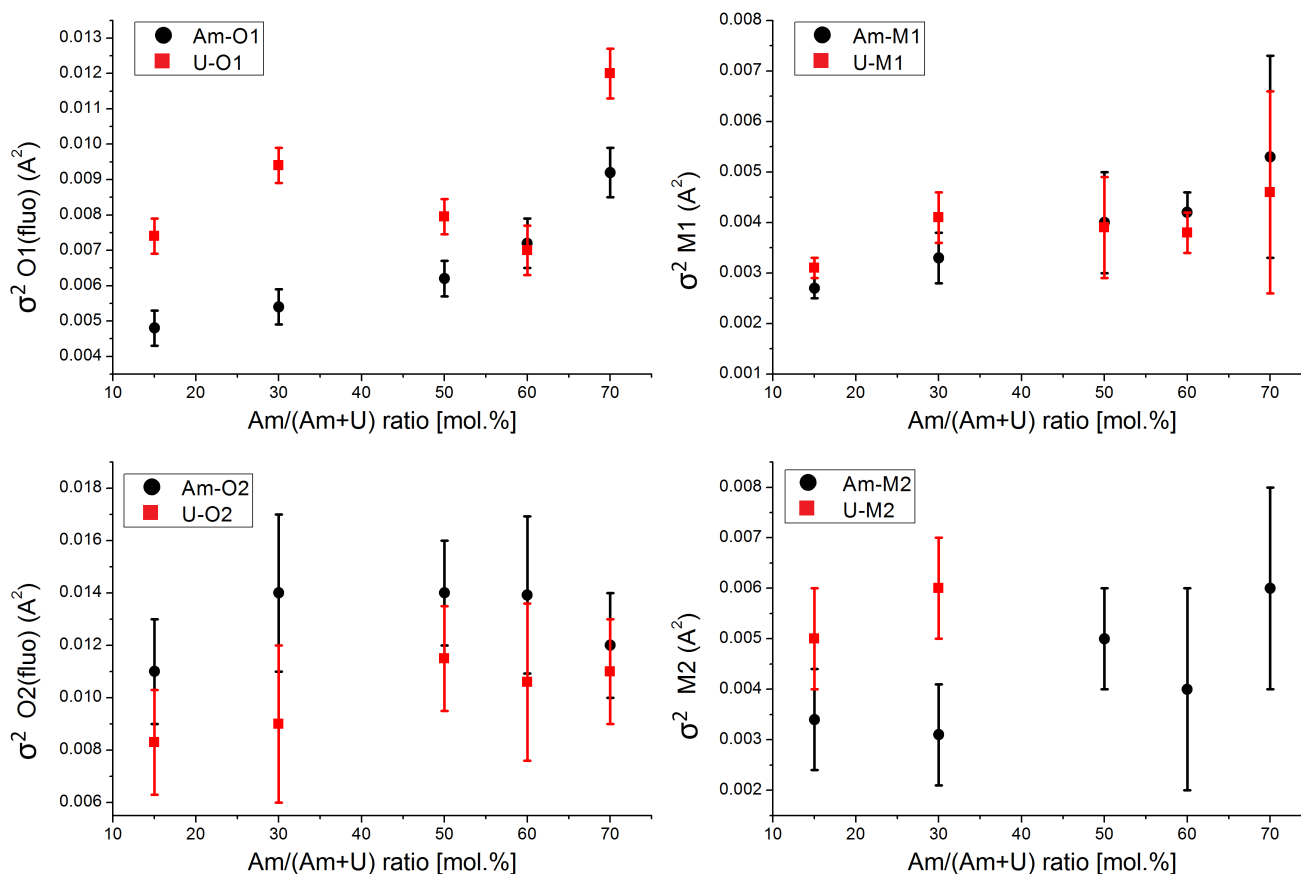 Am-O1
U-O1
0.013
0.012
0.011
0.010
0.009
0.008
0.007
0.006
0.005
0.004
σ² O1(fluo) (A²)
10 20 30 40 50 60 70
Am/(Am+U) ratio [mol.%]
Am-M1
U-M1
0.008
0.007
0.006
0.005
0.004
0.003
0.002
0.001
σ² M1 (A²)
10 20 30 40 50 60 70
Am/(Am+U) ratio [mol.%]
Am-O2
U-O2
0.018
0.016
0.014
0.012
0.010
0.008
0.006
σ² O2(fluo) (A²)
10 20 30 40 50 60 70
Am/(Am+U) ratio [mol.%]
Am-M2
U-M2
0.008
0.007
0.006
0.005
0.004
0.003
0.002
σ² M2 (A²)
10 20 30 40 50 60 70
Am/(Am+U) ratio [mol.%]